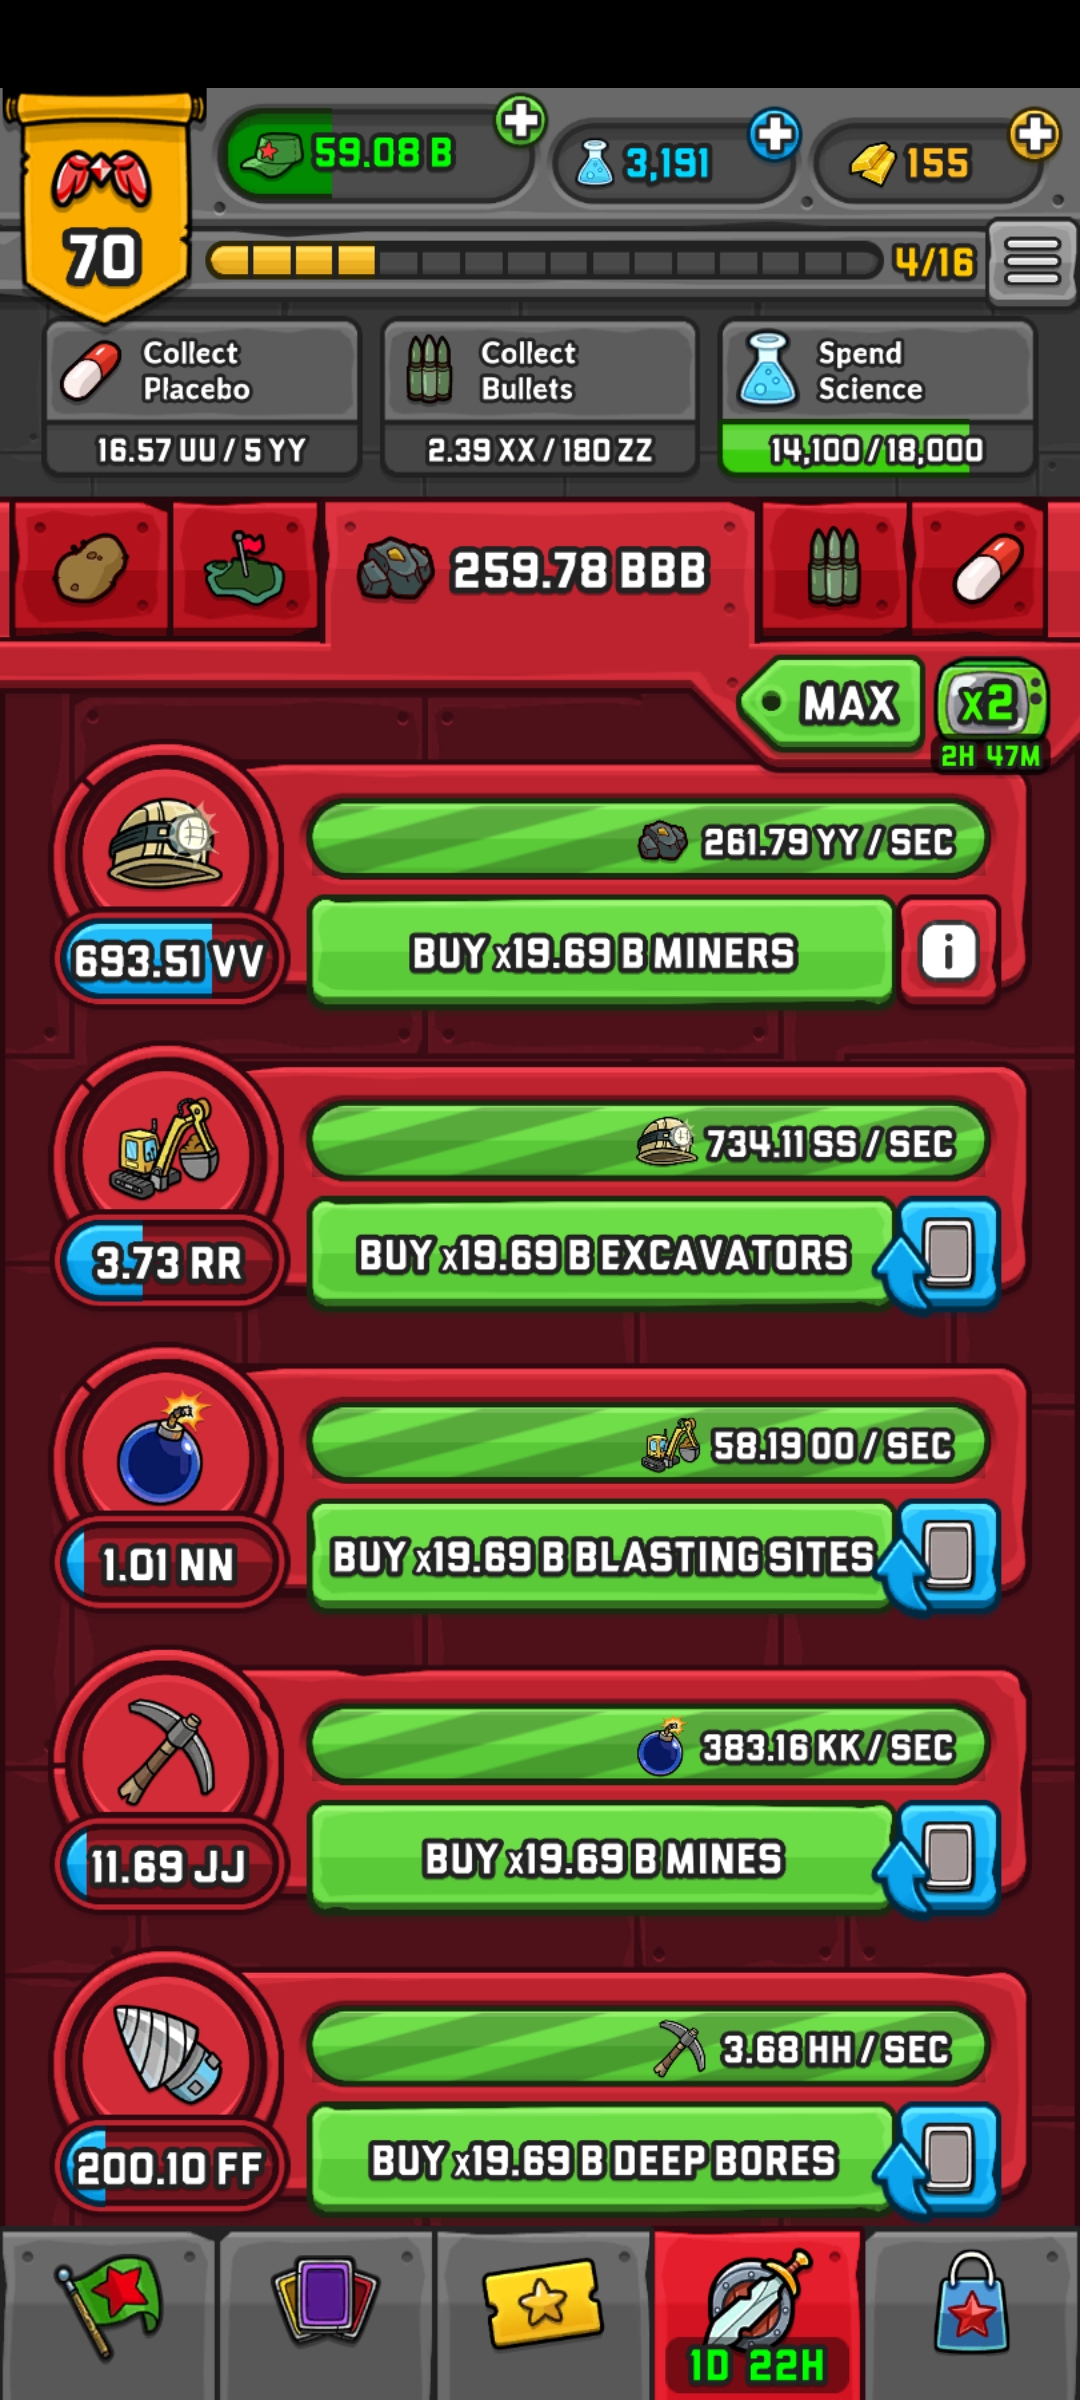 59.08 B
3,191
155
70
4/16
Collect
Placebo
16.57 UU / 5 YY
Collect
Bullets
2.39 XX / 180 ZZ
Spend
Science
14,100 / 18,000
259.78 BBB
MAX
x2
2H 47M
261.79 YY / SEC
693.51 VV
BUY x19.69 B MINERS
i
734.11 SS / SEC
3.73 RR
BUY x19.69 B EXCAVATORS
58.19 OO / SEC
1.01 NN
BUY x19.69 B BLASTING SITES
383.16 KK / SEC
11.69 JJ
BUY x19.69 B MINES
3.68 HH / SEC
200.10 FF
BUY x19.69 B DEEP BORES
1D 22H